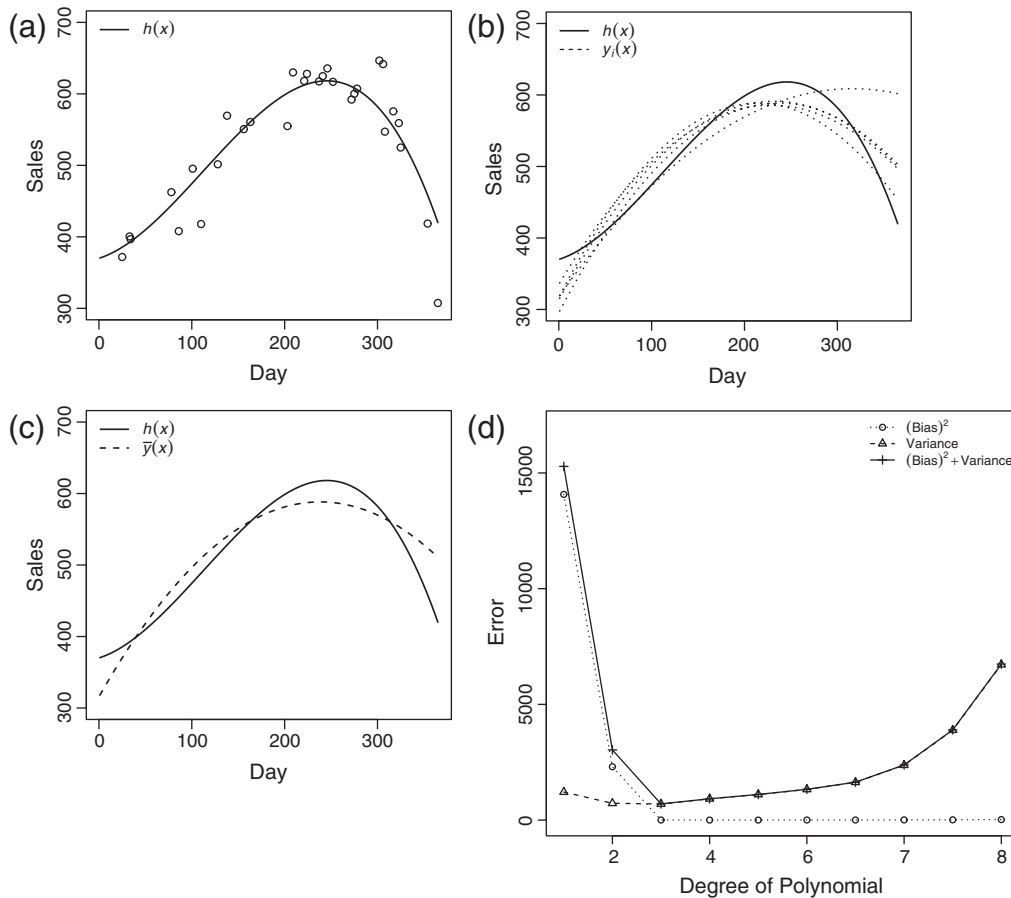 (a)
h(x)
700
600
500
400
300
Sales
0 100 200 300
Day
(b)
h(x)
yᵢ(x)
700
600
500
400
300
Sales
0 100 200 300
Day
(c)
h(x)
y̅(x)
700
600
500
400
300
Sales
0 100 200 300
Day
(d)
(Bias)²
Variance
(Bias)² + Variance
15000
10000
5000
0
Error
2 4 6 7 8
Degree of Polynomial